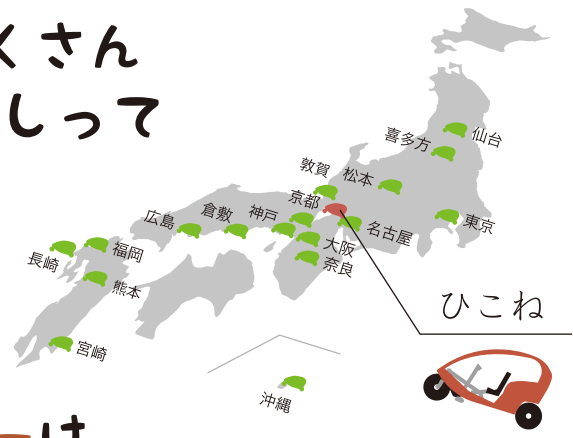 くさん
しって
仙台
喜多方
敦賀
松本
京都
東京
広島
倉敷
神戸
名古屋
大阪
奈良
長崎
福岡
熊本
宮崎
沖縄
ひこね
ーは